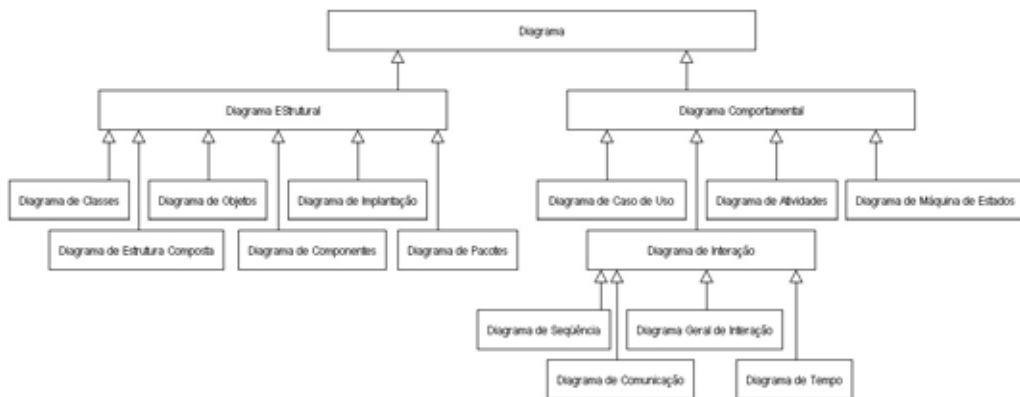 Diagrama
Diagrama EStrutural
Diagrama Comportamental
Diagrama de Classes
Diagrama de Objetos
Diagrama de Implantação
Diagrama de Caso de Uso
Diagrama de Atividades
Diagrama de Máquina de Estados
Diagrama de Estrutura Composta
Diagrama de Componentes
Diagrama de Pacotes
Diagrama de Interação
Diagrama de Seqüência
Diagrama Geral de Interação
Diagrama de Comunicação
Diagrama de Tempo